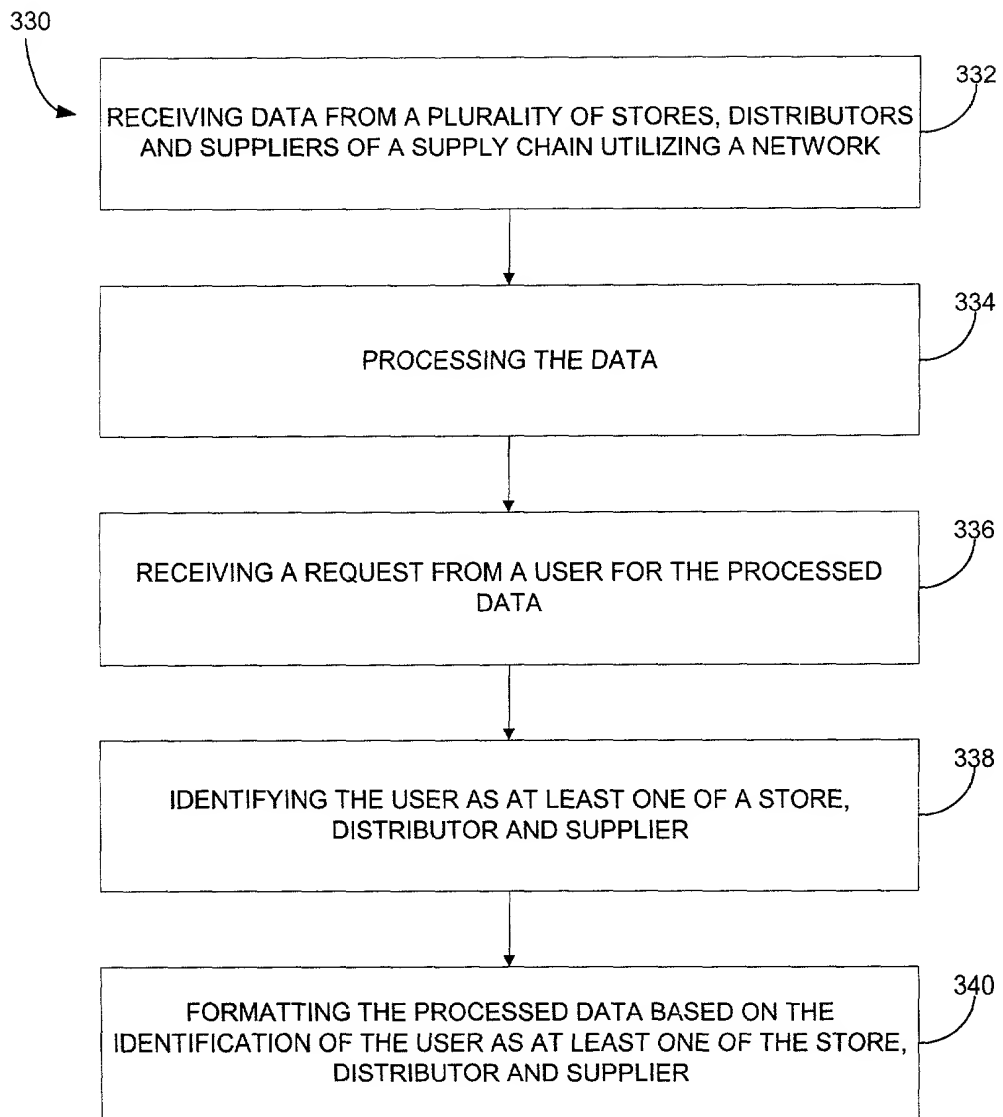 330
332
RECEIVING DATA FROM A PLURALITY OF STORES, DISTRIBUTORS
AND SUPPLIERS OF A SUPPLY CHAIN UTILIZING A NETWORK
334
PROCESSING THE DATA
336
RECEIVING A REQUEST FROM A USER FOR THE PROCESSED
DATA
338
IDENTIFYING THE USER AS AT LEAST ONE OF A STORE,
DISTRIBUTOR AND SUPPLIER
340
FORMATTING THE PROCESSED DATA BASED ON THE
IDENTIFICATION OF THE USER AS AT LEAST ONE OF THE STORE,
DISTRIBUTOR AND SUPPLIER